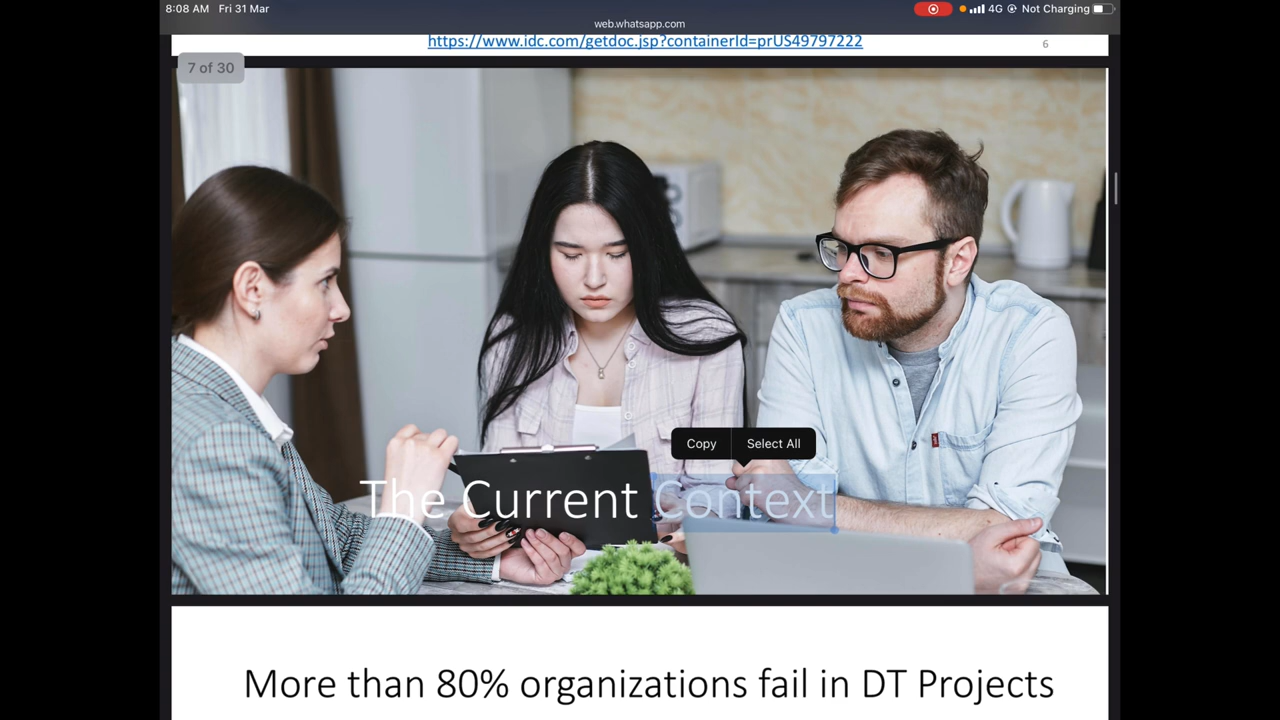 8:08 AM Fri 31 Mar
4G Not Charging
web.whatsapp.com
https://www.idc.com/getdoc.jsp?containerId=prUS49797222
6
7 of 30
Copy Select All
The Current Context
More than 80% organizations fail in DT Projects